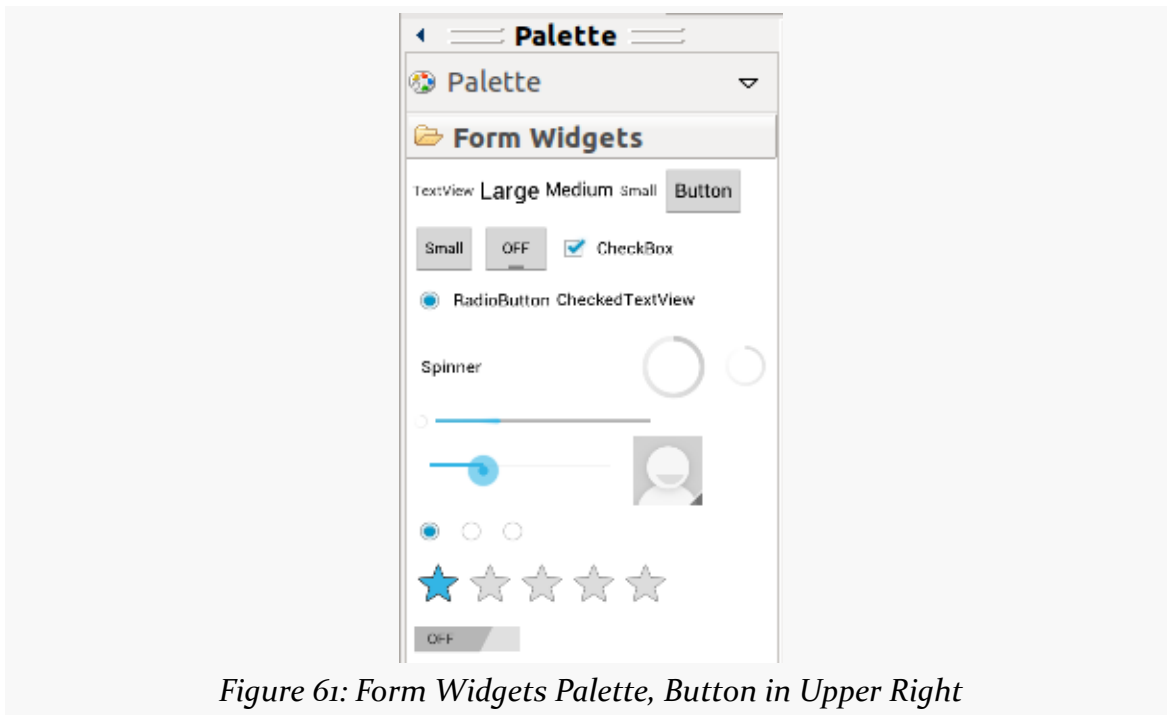 Palette
Palette
Form Widgets
TextView Large Medium Small Button
Small OFF CheckBox
RadioButton CheckedTextView
Spinner
OFF
Figure 61: Form Widgets Palette, Button in Upper Right